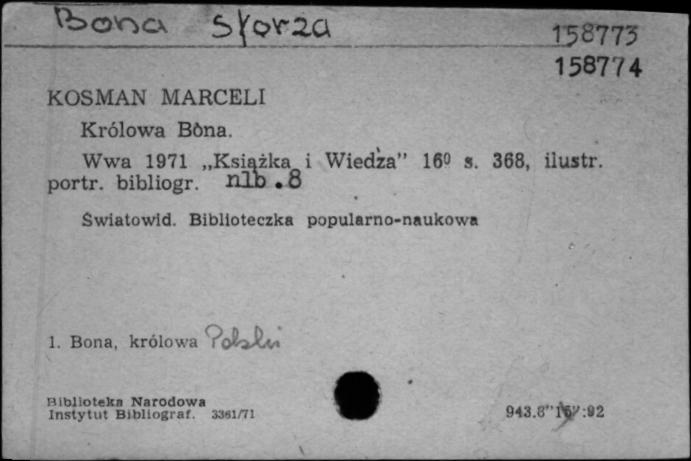 Bona Sforza
158773
158774
KOSMAN MARCELI
Królowa Bona.
Wwa 1971 „Książka i Wiedza” 16⁰ s. 368, ilustr.
portr. bibliogr. nlb.8
Światowid. Biblioteczka popularno-naukowa
1. Bona, królowa Polski
Biblioteka Narodowa
Instytut Bibliograf. 3361/71
943.8"15":92